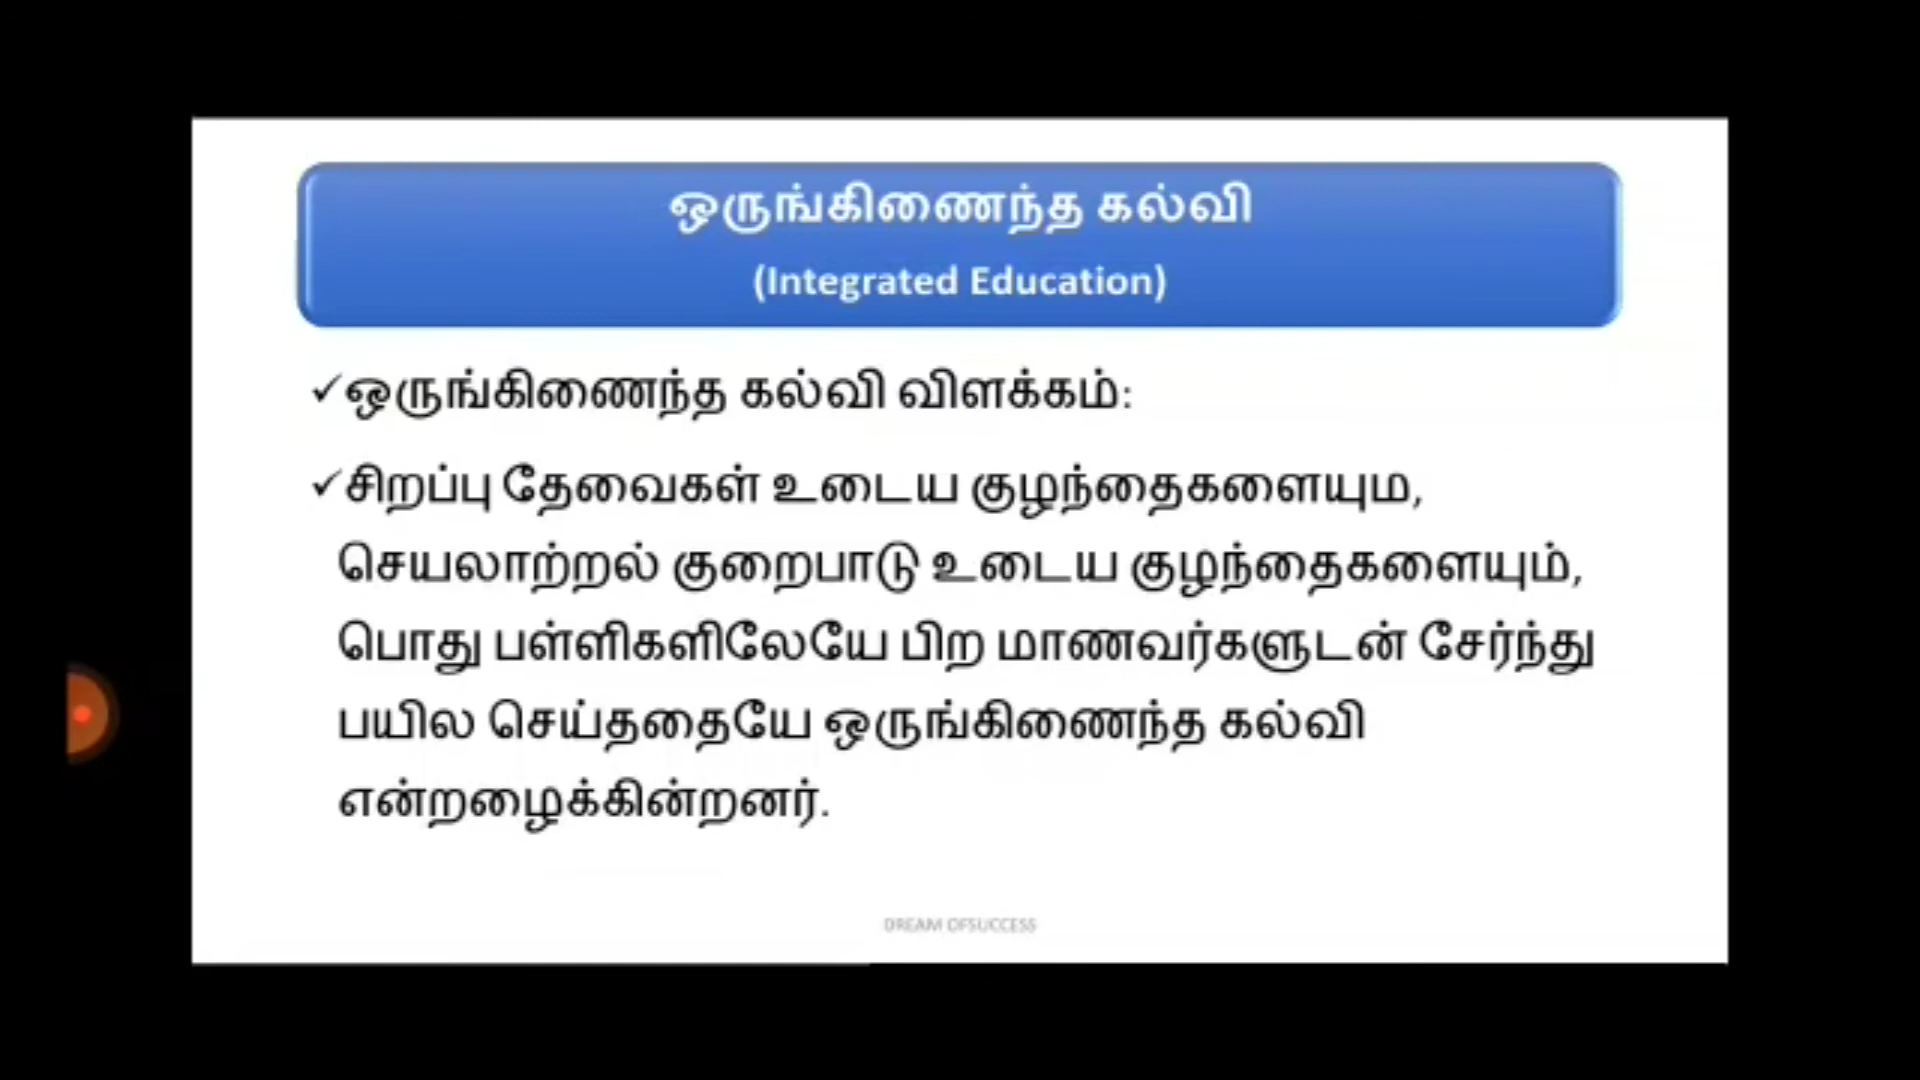 ஒருங்கிணைந்த கல்வி
(Integrated Education)
✓ஒருங்கிணைந்த கல்வி விளக்கம்:
✓சிறப்பு தேவைகள் உடைய குழந்தைகளையும,
செயலாற்றல் குறைபாடு உடைய குழந்தைகளையும்,
பொது பள்ளிகளிலேயே பிற மாணவர்களுடன் சேர்ந்து
பயில செய்ததையே ஒருங்கிணைந்த கல்வி
என்றழைக்கின்றனர்.
DREAM OFSUCCESS